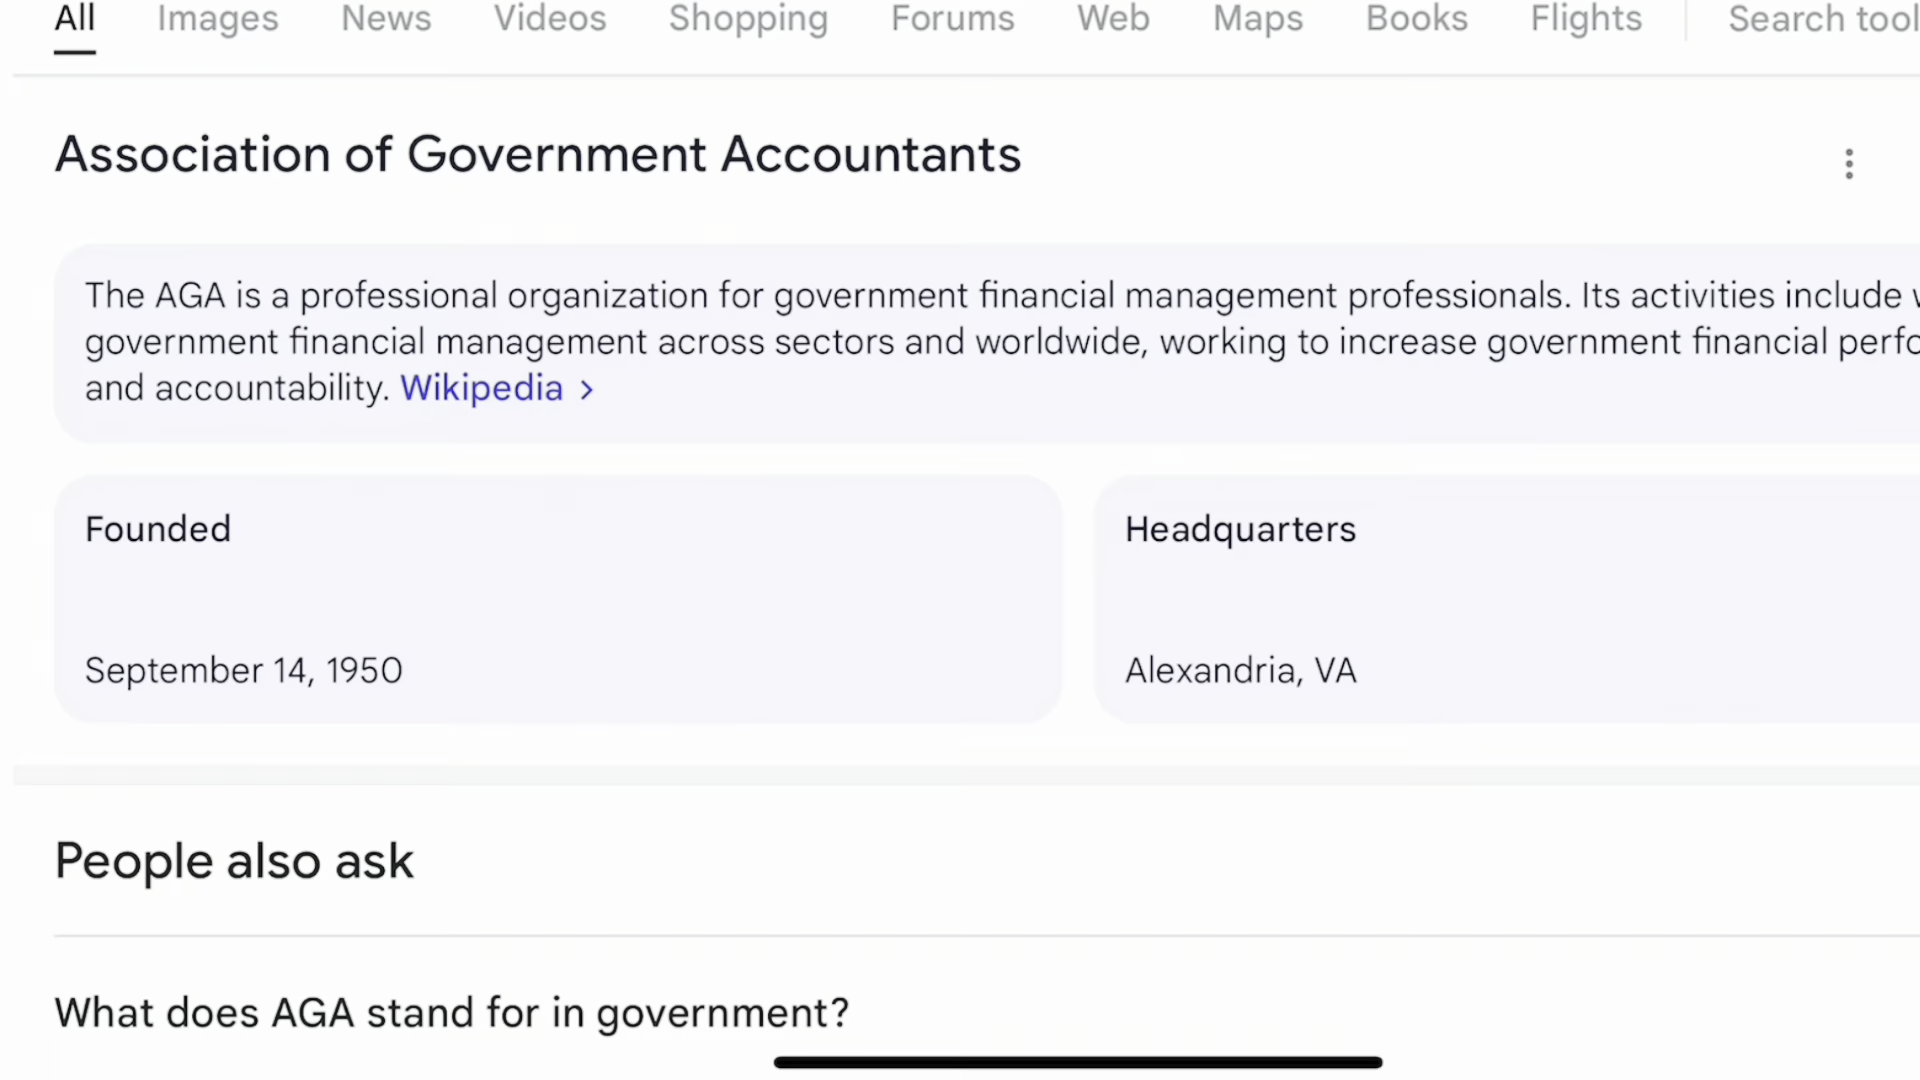 All Images News Videos Shopping Forums Web Maps Books Flights Search tool
Association of Government Accountants
The AGA is a professional organization for government financial management professionals. Its activities include
government financial management across sectors and worldwide, working to increase government financial perfo
and accountability. Wikipedia >
Founded
Headquarters
September 14, 1950
Alexandria, VA
People also ask
What does AGA stand for in government?